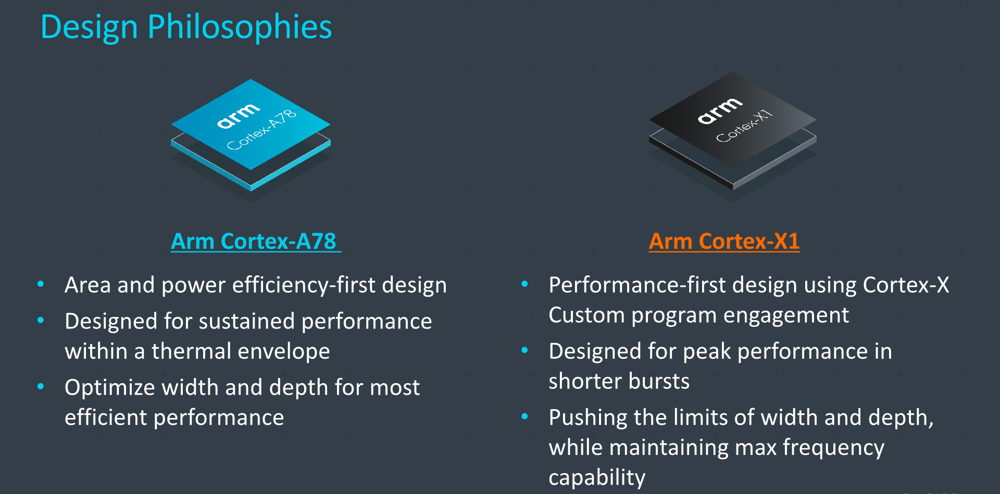 Design Philosophies
arm
Cortex-A78
arm
Cortex-X1
Arm Cortex-A78
• Area and power efficiency-first design
• Designed for sustained performance
within a thermal envelope
• Optimize width and depth for most
efficient performance
Arm Cortex-X1
• Performance-first design using Cortex-X
Custom program engagement
• Designed for peak performance in
shorter bursts
• Pushing the limits of width and depth,
while maintaining max frequency
capability